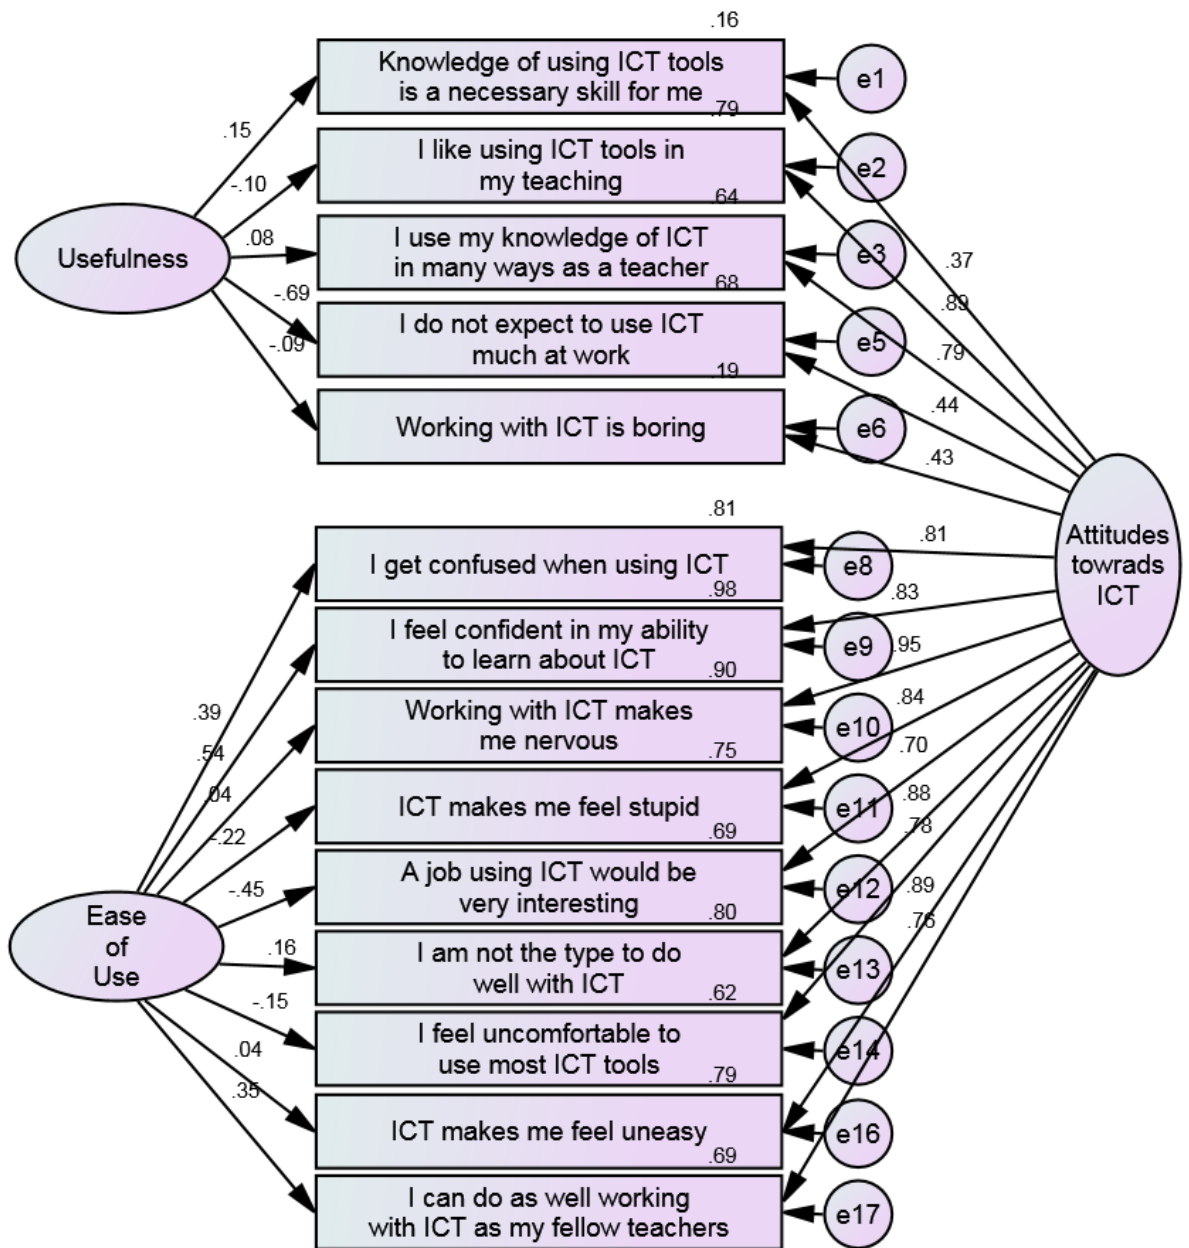 .16
Knowledge of using ICT tools
is a necessary skill for me
e1
.79
I like using ICT tools in
my teaching
e2
.64
I use my knowledge of ICT
in many ways as a teacher
e3
.68
I do not expect to use ICT
much at work
e5
.19
Working with ICT is boring
e6
.15
-.10
.08
-.69
-.09
Usefulness
.37
.89
.79
.44
.43
Attitudes
towrads
ICT
.81
I get confused when using ICT
e8
.98
I feel confident in my ability
to learn about ICT
e9
.90
Working with ICT makes
me nervous
e10
.75
ICT makes me feel stupid
e11
.69
A job using ICT would be
very interesting
e12
.80
I am not the type to do
well with ICT
e13
.62
I feel uncomfortable to
use most ICT tools
e14
.79
ICT makes me feel uneasy
e16
.69
I can do as well working
with ICT as my fellow teachers
e17
.81
.83
.95
.84
.70
.88
.78
.89
.76
.39
.54
.04
-.22
-.45
.16
-.15
.04
.35
Ease
of
Use